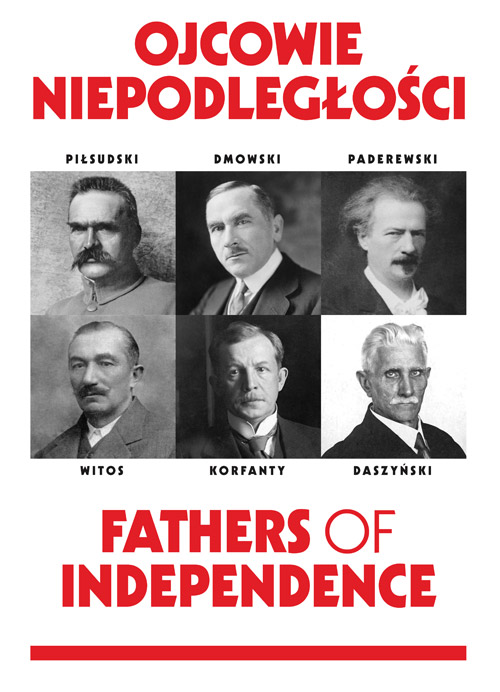 OJCOWIE
NIEPODLEGŁOŚCI
PIŁSUDSKI DMOWSKI PADEREWSKI
WITOS KORFANTY DASZYŃSKI
FATHERS OF
INDEPENDENCE